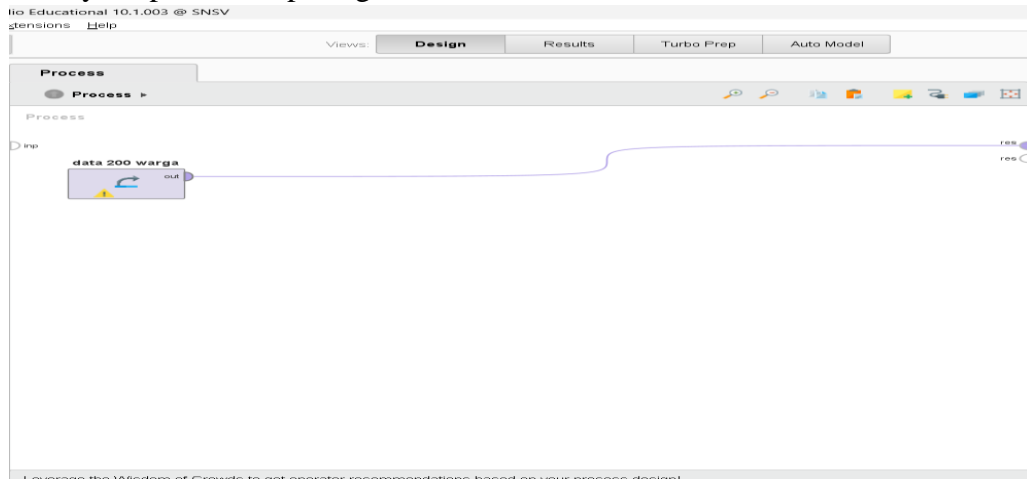 lio Educational 10.1.003 @ SNSV
xtensions Help
Views: Design Results Turbo Prep Auto Model
Process
Process
Process
inp
res
data 200 warga
res
out
Leverage the Wisdom of Crowds to get operator recommendations based on your process design!